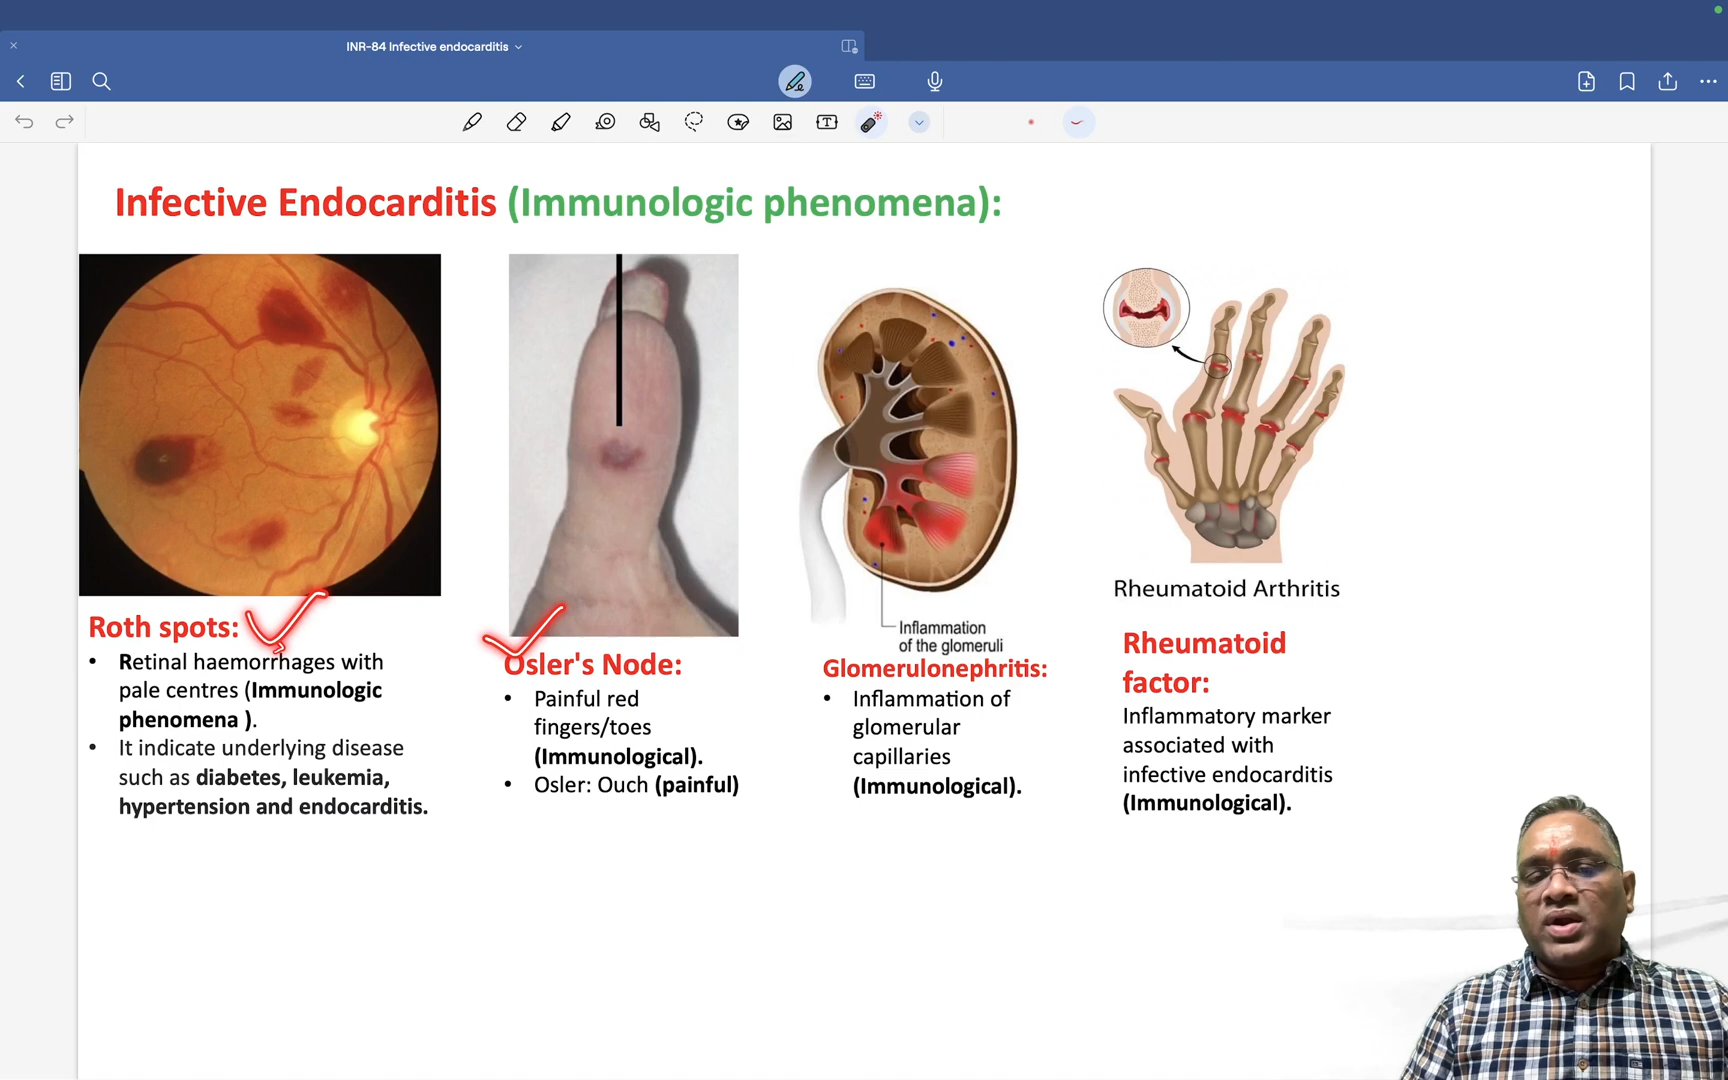 INR-84 Infective endocarditis
Infective Endocarditis (Immunologic phenomena):
Roth spots:
• Retinal haemorrhages with
pale centres (Immunologic
phenomena ).
• It indicate underlying disease
such as diabetes, leukemia,
hypertension and endocarditis.
Osler's Node:
• Painful red
fingers/toes
(Immunological).
• Osler: Ouch (painful)
Inflammation
of the glomeruli
Glomerulonephritis:
• Inflammation of
glomerular
capillaries
(Immunological).
Rheumatoid Arthritis
Rheumatoid
factor:
Inflammatory marker
associated with
infective endocarditis
(Immunological).